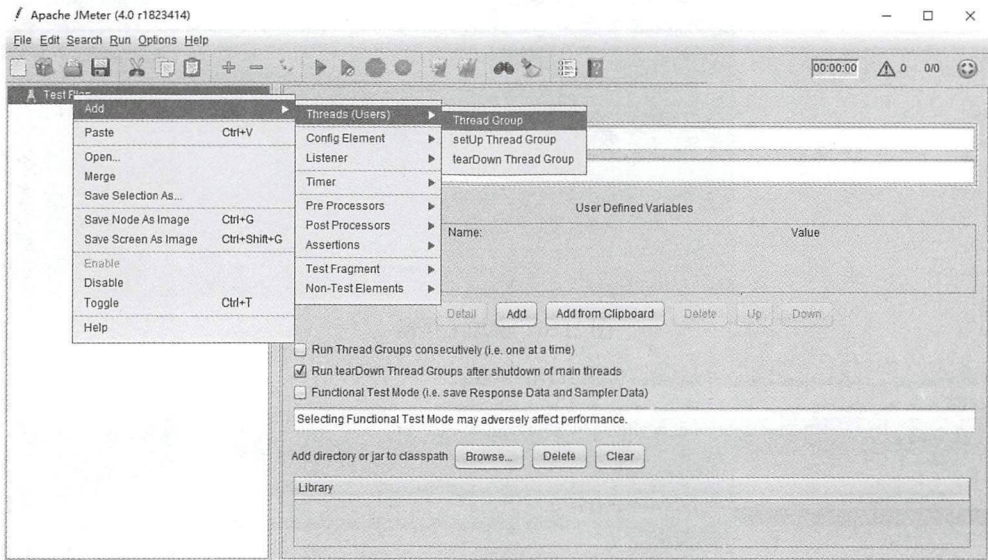 Apache JMeter (4.0 r1823414)
File Edit Search Run Options Help
00:00:00 0 0/0
Test Plan
Add
Paste Ctrl+V
Open...
Merge
Save Selection As...
Save Node As Image Ctrl+G
Save Screen As Image Ctrl+Shift+G
Enable
Disable
Toggle Ctrl+T
Help
Threads (Users)
Config Element
Listener
Timer
Pre Processors
Post Processors
Assertions
Test Fragment
Non-Test Elements
Thread Group
setUp Thread Group
tearDown Thread Group
User Defined Variables
Name: Value
Detail Add Add from Clipboard Delete Up Down
Run Thread Groups consecutively (i.e. one at a time)
Run tearDown Thread Groups after shutdown of main threads
Functional Test Mode (i.e. save Response Data and Sampler Data)
Selecting Functional Test Mode may adversely affect performance.
Add directory or jar to classpath Browse... Delete Clear
Library